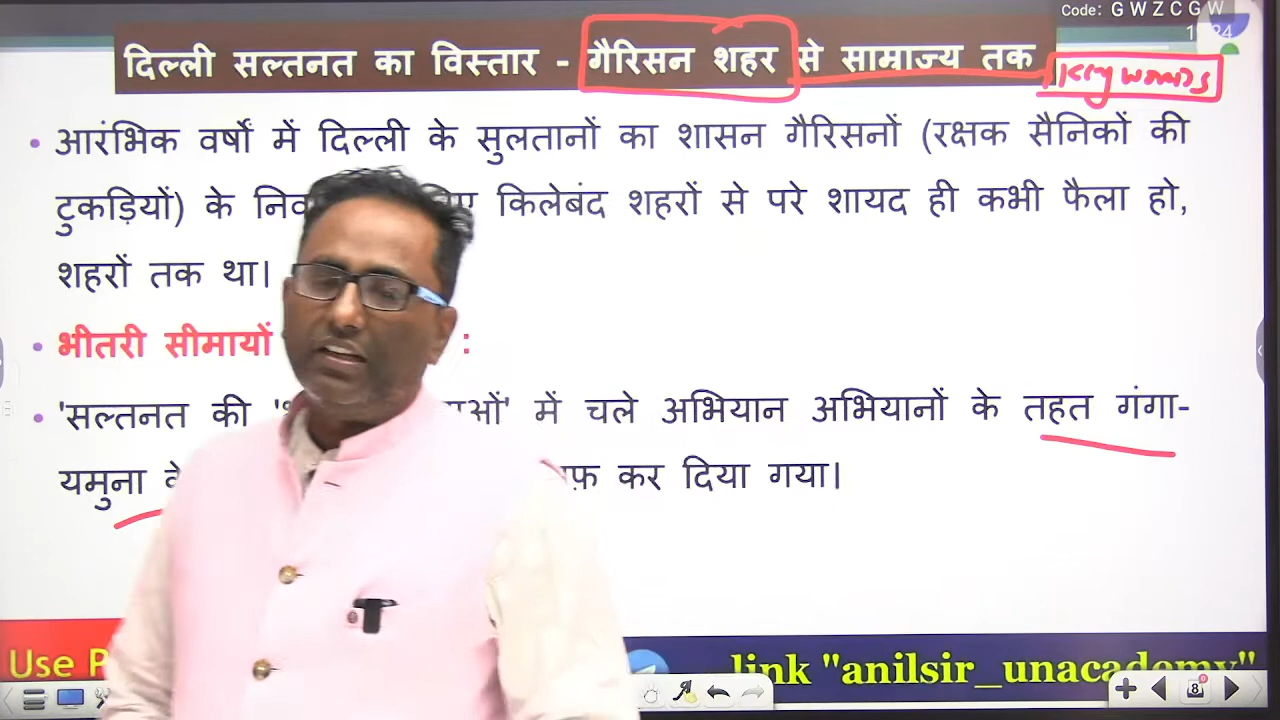 Code: G W Z C G W
दिल्ली सल्तनत का विस्तार - गैरिसन शहर से सामाज्य तक
Key words
• आरंभिक वर्षों में दिल्ली के सुलतानों का शासन गैरिसनों (रक्षक सैनिकों की
टुकड़ियों) के किलेबंद शहरों से परे शायद ही कभी फैला हो,
शहरों तक था।
• भीतरी सीमायों :
• 'सल्तनत की में चले अभियान अभियानों के तहत गंगा-
यमुना कर दिया गया।
Use
link "anilsir_unacademy"
8